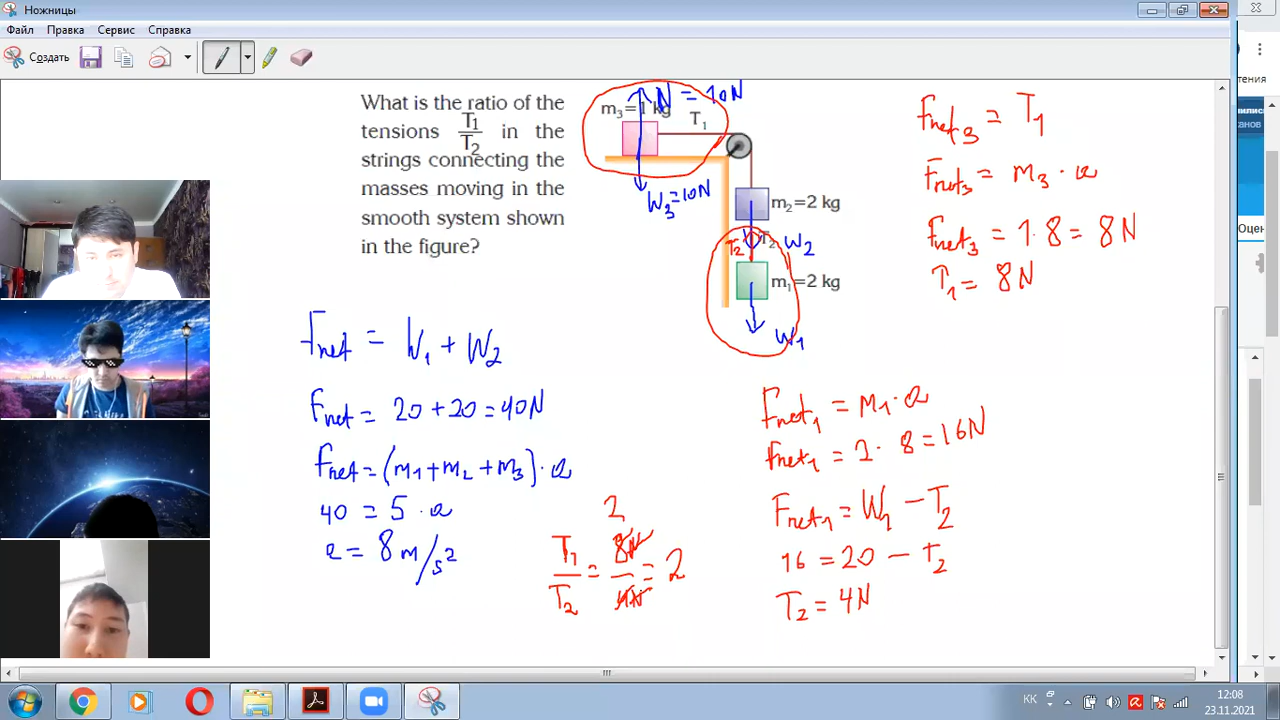 Ножницы
Файл Правка Сервис Справка
Создать
What is the ratio of the
tensions T₁/T₂ in the
strings connecting the
masses moving in the
smooth system shown
in the figure?
N = 10N
m₃=1 kg
T₁
W₃=10N
m₂=2 kg
T₂ T₂ W₂
m₁=2 kg
W₁
Fnet₃ = T₁
Fnet₃ = m₃ · a
Fnet₃ = 1·8 = 8N
T₁ = 8N
Fnet = W₁ + W₂
Fnet = 20 + 20 = 40N
Fnet = (m₁+m₂+m₃)·a
40 = 5 · a
a = 8 m/s²
2
T₁/T₂ = 8N/4N = 2
Fnet₁ = m₁·a
Fnet₁ = 2 · 8 = 16N
Fnet₁ = W₁ – T₂
16 = 20 – T₂
T₂ = 4N
тения
Оцен
КК
12:08
23.11.2021